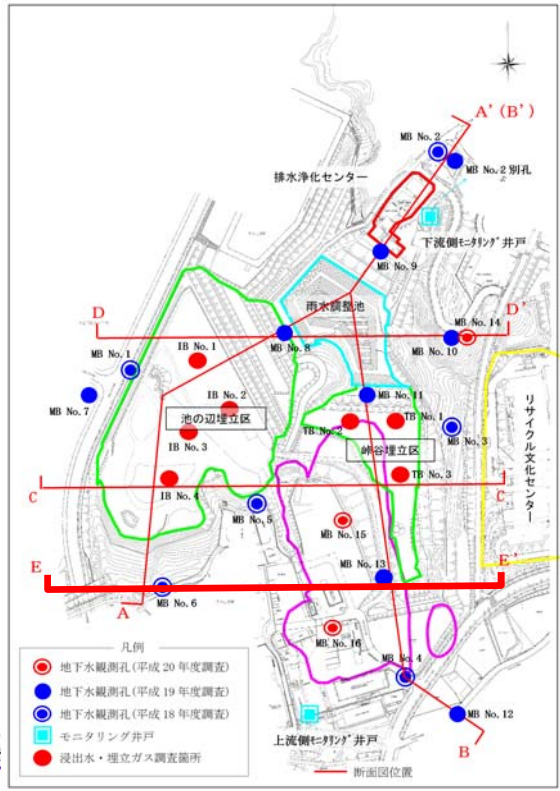 A'(B')
MB No.2
MB No.2 別孔
排水浄化センター
下流側モニタリング井戸
MB No.9
雨水調整池
D
D'
MB No.14
MB No.1
IB No.1
MB No.8
MB No.10
MB No.7
IB No.2
MB No.11
池の辺埋立区
TB No.1
TB No.2
MB No.3
リサイクル文化センター
IB No.3
峠谷埋立区
TB No.3
C
IB No.4
C
MB No.5
MB No.15
E
MB No.13
E'
MB No.6
A
MB No.16
MB No.4
上流側モニタリング井戸
MB No.12
B
凡例
地下水観測孔(平成20年度調査)
地下水観測孔(平成19年度調査)
地下水観測孔(平成18年度調査)
モニタリング井戸
浸出水・埋立ガス調査箇所
断面図位置